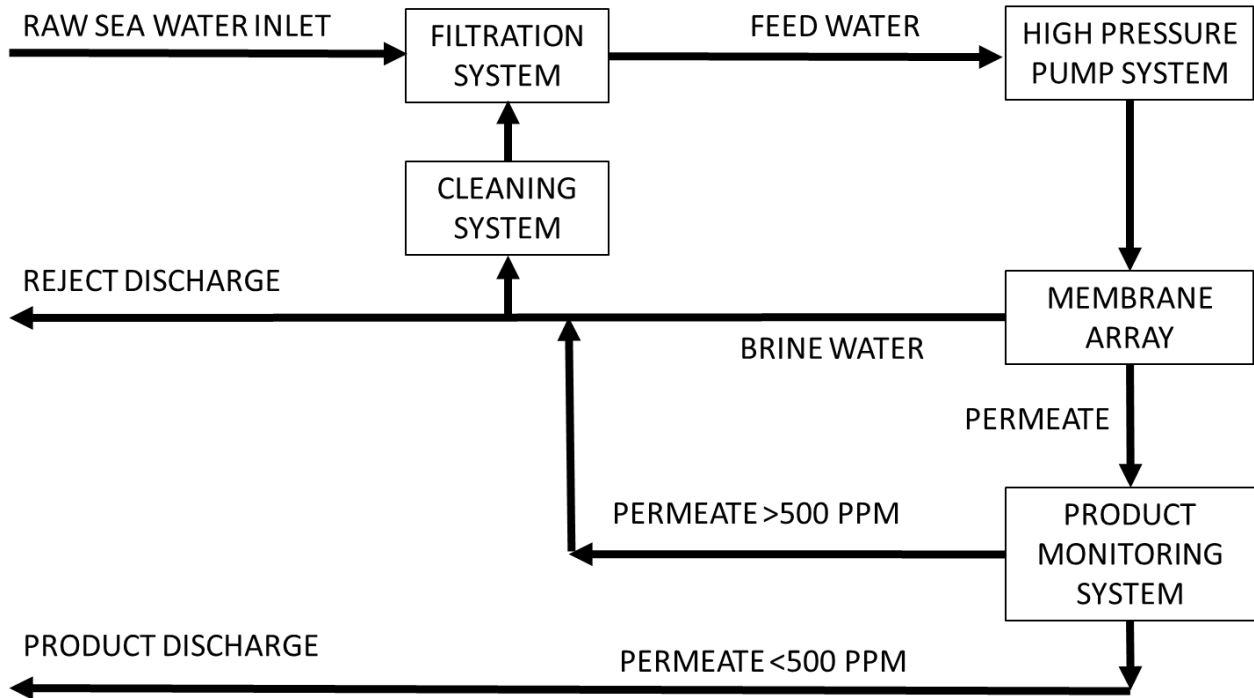 RAW SEA WATER INLET
FILTRATION
SYSTEM
FEED WATER
HIGH PRESSURE
PUMP SYSTEM
CLEANING
SYSTEM
REJECT DISCHARGE
MEMBRANE
ARRAY
BRINE WATER
PERMEATE
PERMEATE >500 PPM
PRODUCT
MONITORING
SYSTEM
PRODUCT DISCHARGE
PERMEATE <500 PPM